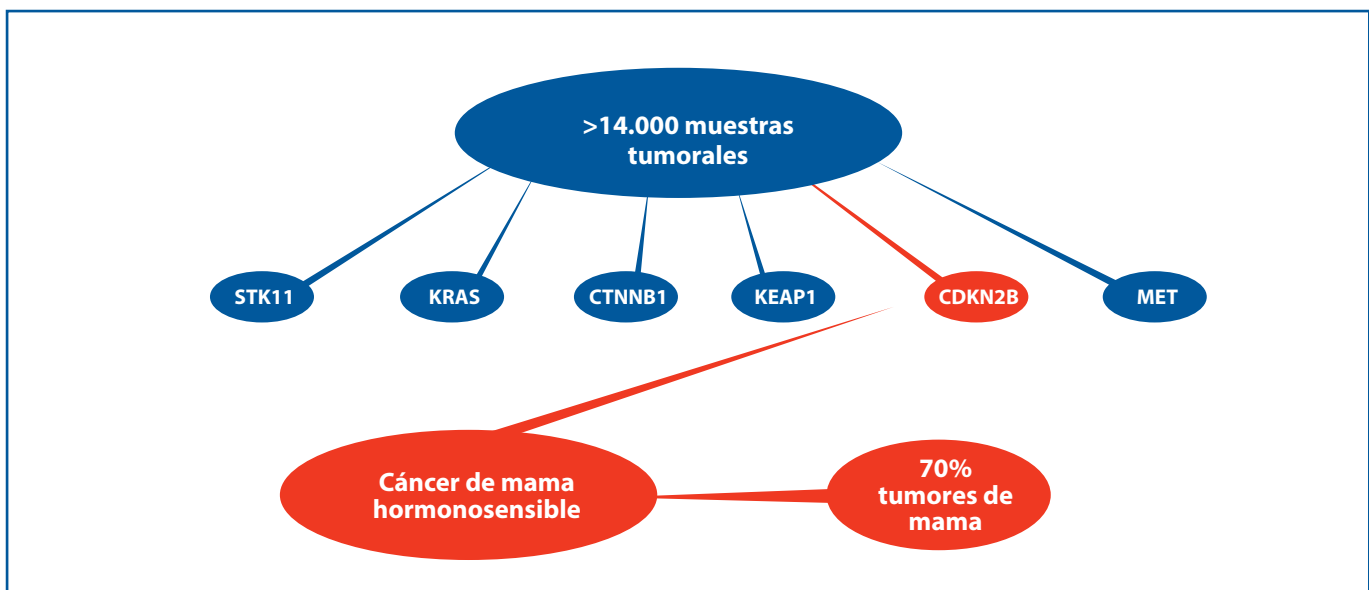 >14.000 muestras
tumorales
STK11
KRAS
CTNNB1
KEAP1
CDKN2B
MET
Cáncer de mama
hormonosensible
70%
tumores de
mama